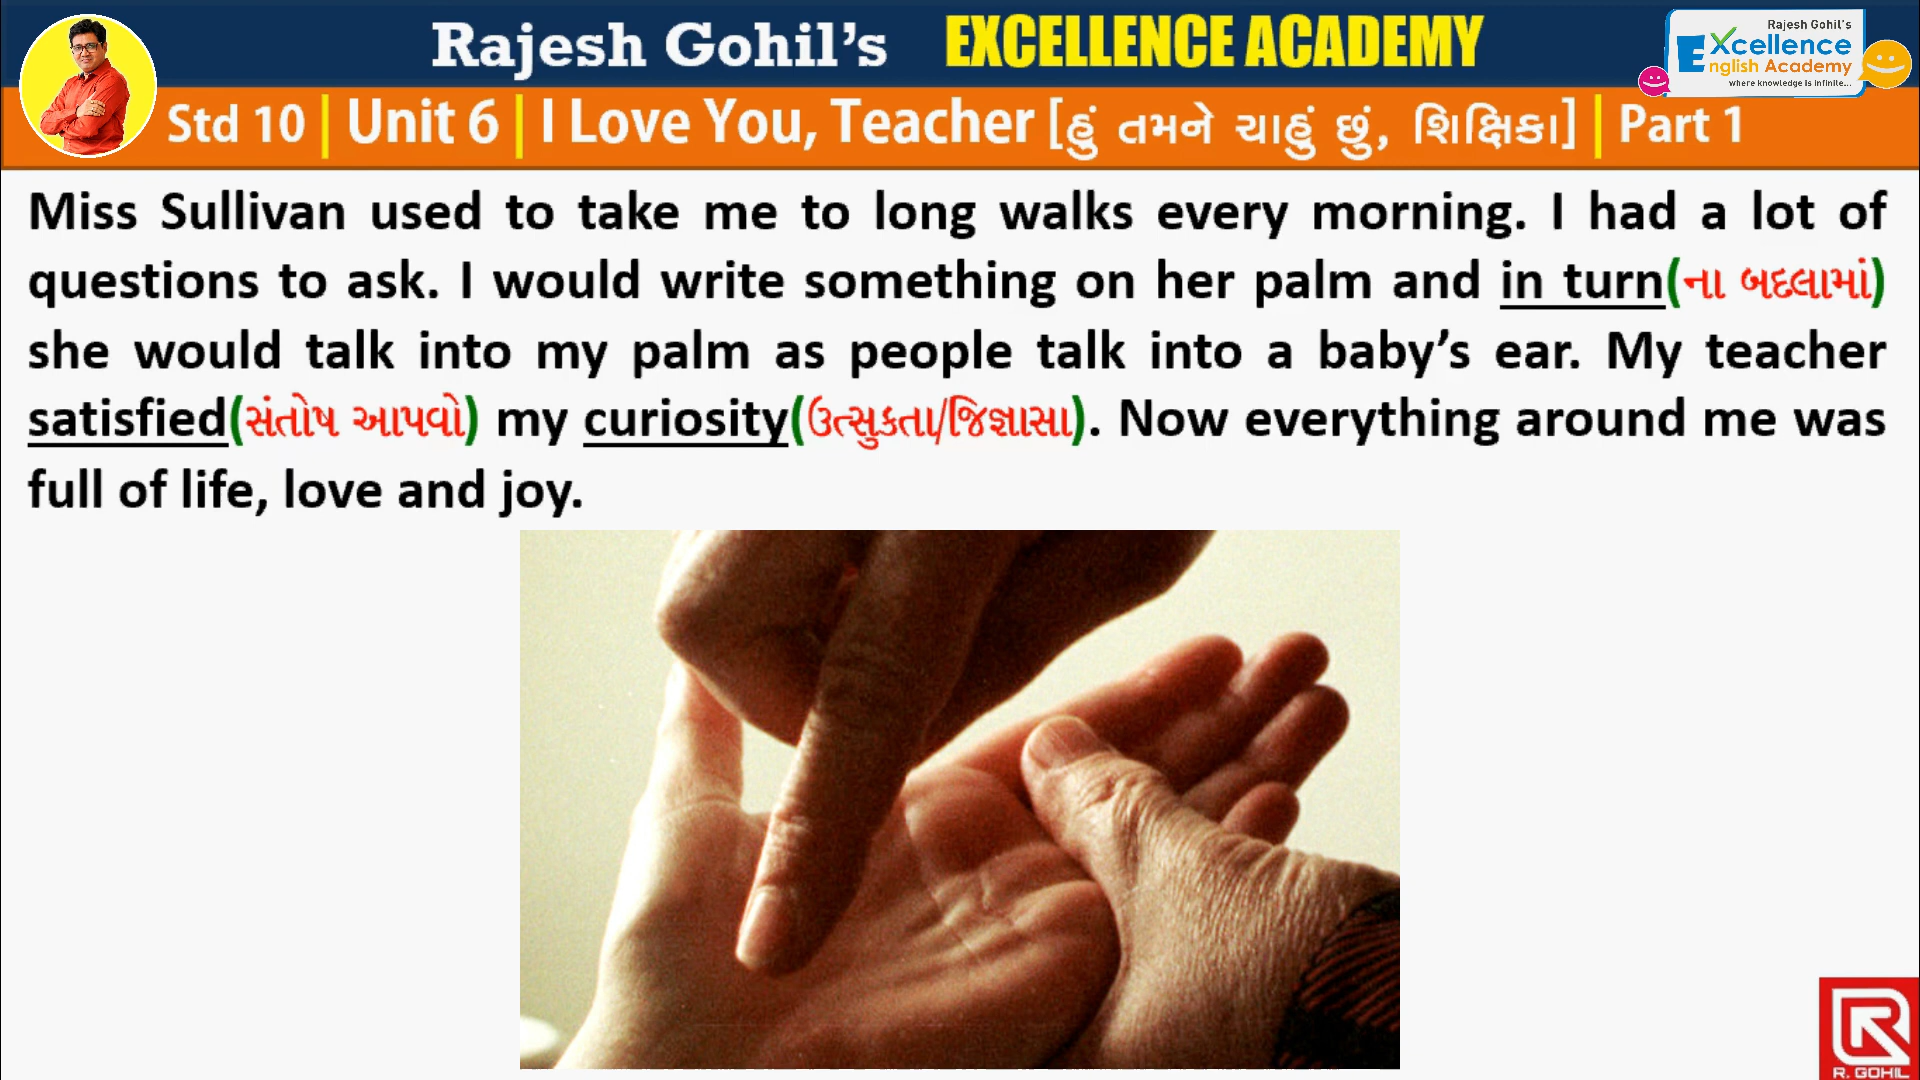 Rajesh Gohil’s EXCELLENCE ACADEMY
Rajesh Gohil's
Excellence
English Academy
where knowledge is infinite...
Std 10 | Unit 6 | I Love You, Teacher [હું તમને ચાહું છું, શિક્ષિકા] | Part 1
Miss Sullivan used to take me to long walks every morning. I had a lot of
questions to ask. I would write something on her palm and in turn(ના બદલામાં)
she would talk into my palm as people talk into a baby’s ear. My teacher
satisfied(સંતોષ આપવો) my curiosity(ઉત્સુકતા/જિજ્ઞાસા). Now everything around me was
full of life, love and joy.
R. GOHIL